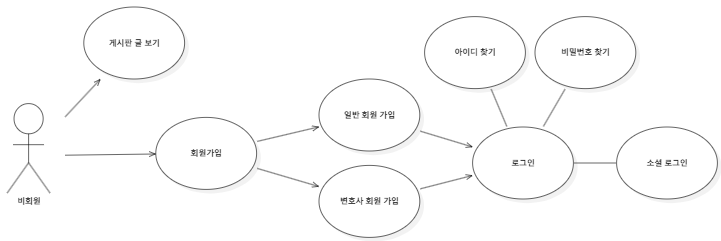 게시판 글 보기
아이디 찾기
비밀번호 찾기
일반 회원 가입
회원가입
로그인
소셜 로그인
변호사 회원 가입
비회원